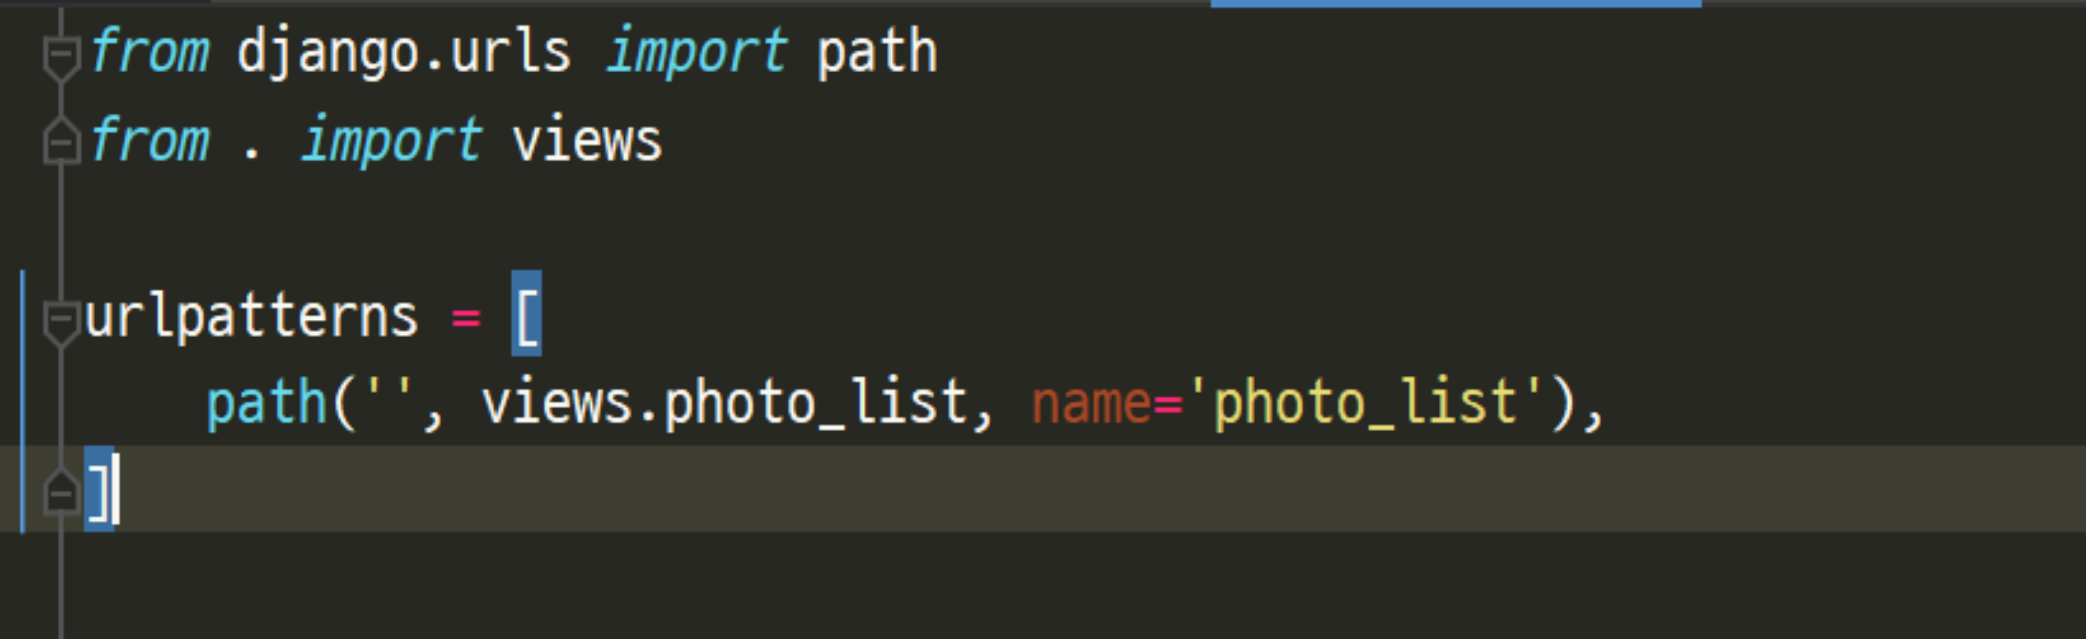 from django.urls import path
from . import views
urlpatterns = [
    path('', views.photo_list, name='photo_list'),
]